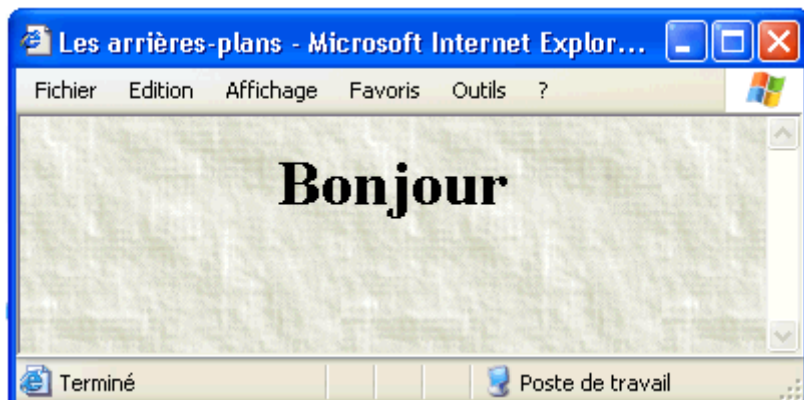 Les arrières-plans - Microsoft Internet Explor...
Fichier Edition Affichage Favoris Outils ?
Bonjour
Terminé Poste de travail